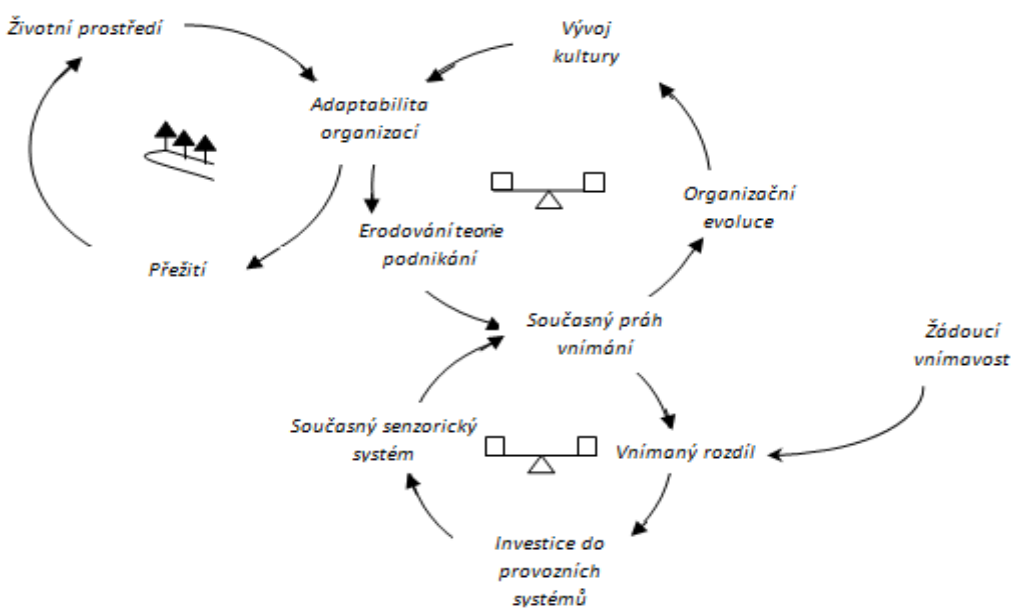 Životní prostředí
Vývoj
kultury
Adaptabilita
organizací
Organizační
evoluce
Erodování teorie
podnikání
Přežití
Současný práh
vnímání
Žádoucí
vnímavost
Současný senzorický
systém
Vnímaný rozdíl
Investice do
provozních
systémů